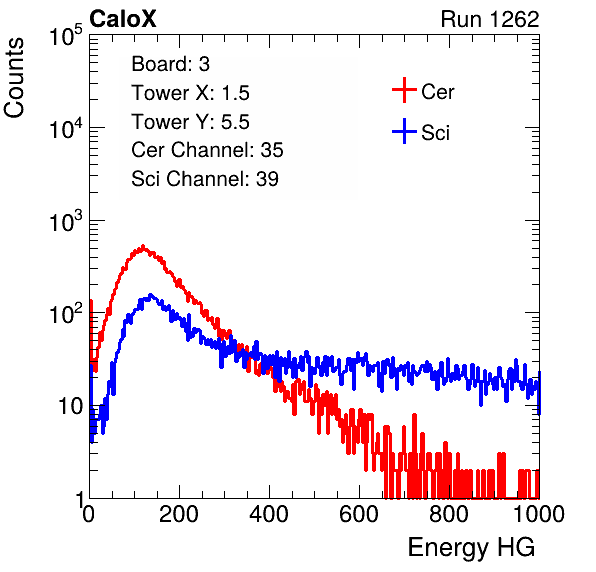 CaloX Run 1262
Counts
Board: 3
Tower X: 1.5
Tower Y: 5.5
Cer Channel: 35
Sci Channel: 39
Cer
Sci
10^5
10^4
10^3
10^2
10
1
0 200 400 600 800 1000
Energy HG